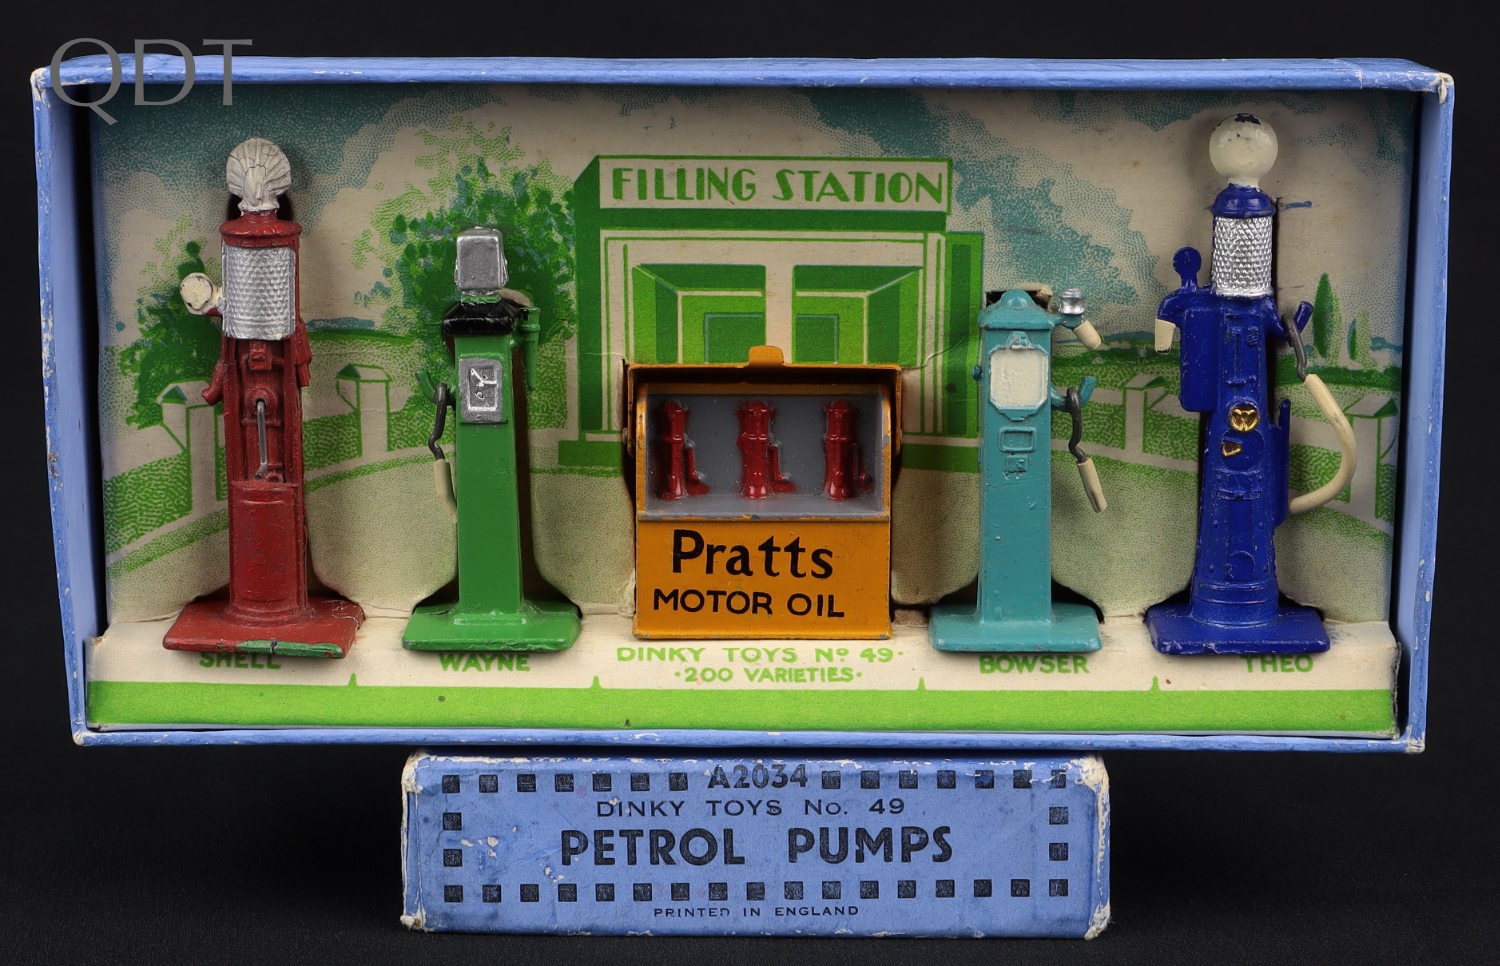 QDT
FILLING STATION
Pratts
MOTOR OIL
SHELL
WAYNE
DINKY TOYS No 49.
·200 VARIETIES·
BOWSER
THEO
A2034
DINKY TOYS No. 49
PETROL PUMPS
PRINTED IN ENGLAND